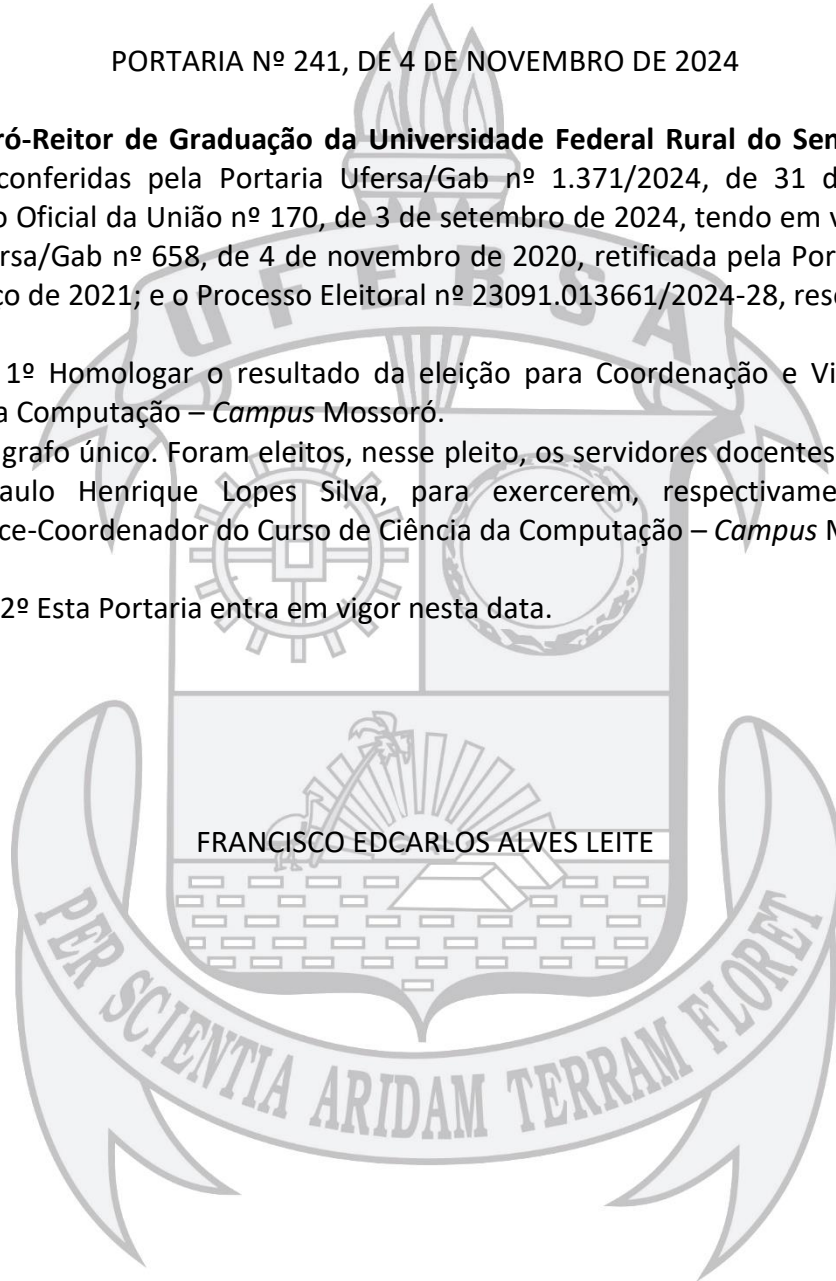 PORTARIA Nº 241, DE 4 DE NOVEMBRO DE 2024
ró-Reitor de Graduação da Universidade Federal Rural do Sem
conferidas pela Portaria Ufersa/Gab nº 1.371/2024, de 31 d
o Oficial da União nº 170, de 3 de setembro de 2024, tendo em v
rsa/Gab nº 658, de 4 de novembro de 2020, retificada pela Port
ço de 2021; e o Processo Eleitoral nº 23091.013661/2024-28, res
UFERSA
1º Homologar o resultado da eleição para Coordenação e Vi
a Computação – Campus Mossoró.
grafo único. Foram eleitos, nesse pleito, os servidores docentes
aulo Henrique Lopes Silva, para exercerem, respectivame
ce-Coordenador do Curso de Ciência da Computação – Campus M
2º Esta Portaria entra em vigor nesta data.
FRANCISCO EDCARLOS ALVES LEITE
PER SCIENTIA ARIDAM TERRAM FLORET